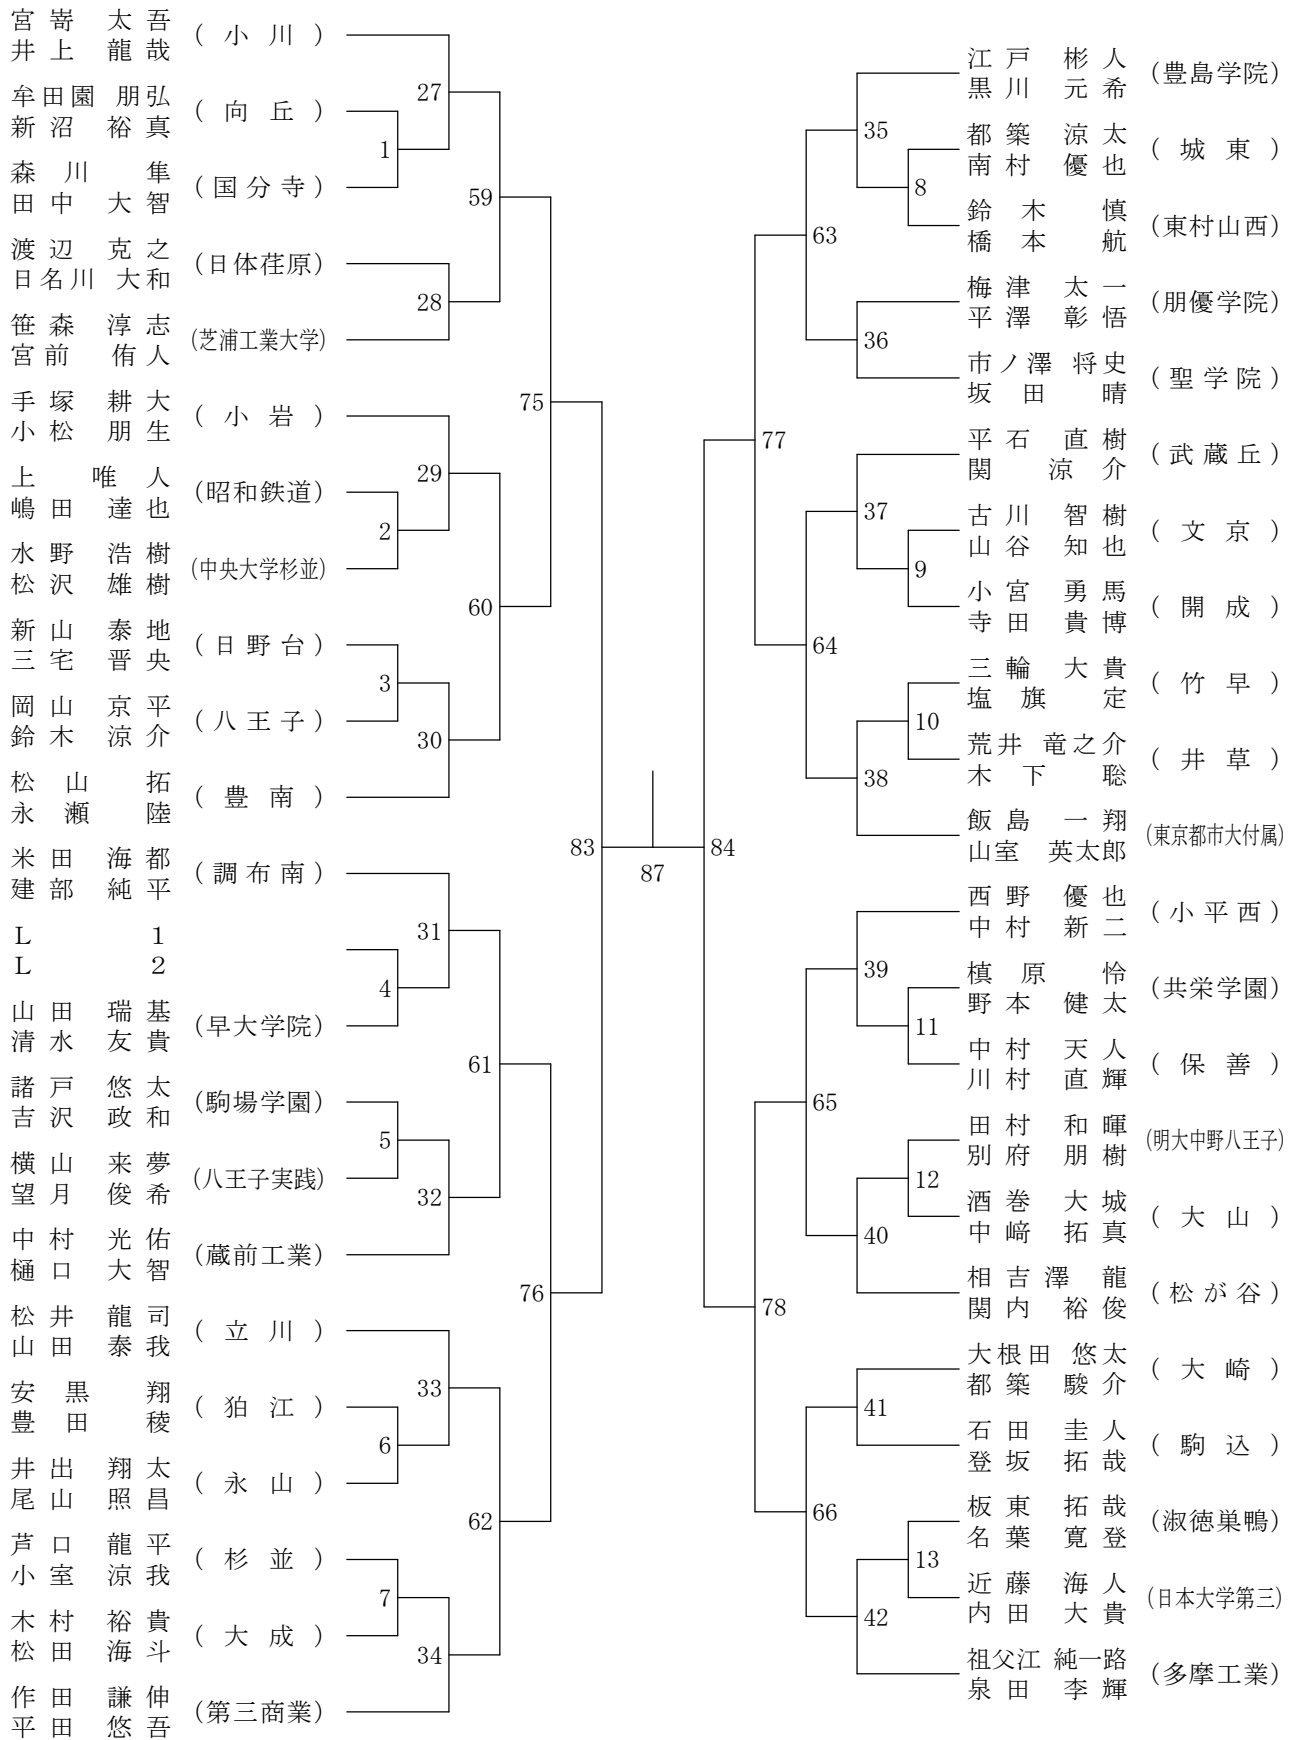 宮嵜 太吾
井上 龍哉
(小川)
牟田園 朋弘
新沼 裕真
(向丘)
森川 隼
田中 大智
(国分寺)
渡辺 克之
日名川 大和
(日体荏原)
笹森 淳志
宮前 侑人
(芝浦工業大学)
手塚 耕大
小松 朋生
(小岩)
上 唯人
嶋田 達也
(昭和鉄道)
水野 浩樹
松沢 雄樹
(中央大学杉並)
新山 泰地
三宅 晋央
(日野台)
岡山 京平
鈴木 涼介
(八王子)
松山 拓
永瀬 陸
(豊南)
米田 海都
建部 純平
(調布南)
L 1
L 2
山田 瑞基
清水 友貴
(早大学院)
諸戸 悠太
吉沢 政和
(駒場学園)
横山 来夢
望月 俊希
(八王子実践)
中村 光佑
樋口 大智
(蔵前工業)
松井 龍司
山田 泰我
(立川)
安黒 翔
豊田 稜
(狛江)
井出 翔太
尾山 照昌
(永山)
芦口 龍平
小室 涼我
(杉並)
木村 裕貴
松田 海斗
(大成)
作田 謙伸
平田 悠吾
(第三商業)
27
1
59
28
75
29
2
60
3
30
83
31
4
61
5
32
76
33
6
62
7
34
87
84
35
8
63
36
77
37
9
64
10
38
39
11
65
12
40
78
41
66
13
42
江戸 彬人
黒川 元希
(豊島学院)
都築 涼太
南村 優也
(城東)
鈴木 慎
橋本 航
(東村山西)
梅津 太一
平澤 彰悟
(朋優学院)
市ノ澤 将史
坂田 晴
(聖学院)
平石 直樹
関 涼介
(武蔵丘)
古川 智樹
山谷 知也
(文京)
小宮 勇馬
寺田 貴博
(開成)
三輪 大貴
塩旗 定
(竹早)
荒井 竜之介
木下 聡
(井草)
飯島 一翔
山室 英太郎
(東京都市大付属)
西野 優也
中村 新二
(小平西)
槙原 怜
野本 健太
(共栄学園)
中村 天人
川村 直輝
(保善)
田村 和暉
別府 朋樹
(明大中野八王子)
酒巻 大城
中﨑 拓真
(大山)
相吉澤 龍
関内 裕俊
(松が谷)
大根田 悠太
都築 駿介
(大崎)
石田 圭人
登坂 拓哉
(駒込)
板東 拓哉
名葉 寛登
(淑徳巣鴨)
近藤 海人
内田 大貴
(日本大学第三)
祖父江 純一路
泉田 李輝
(多摩工業)